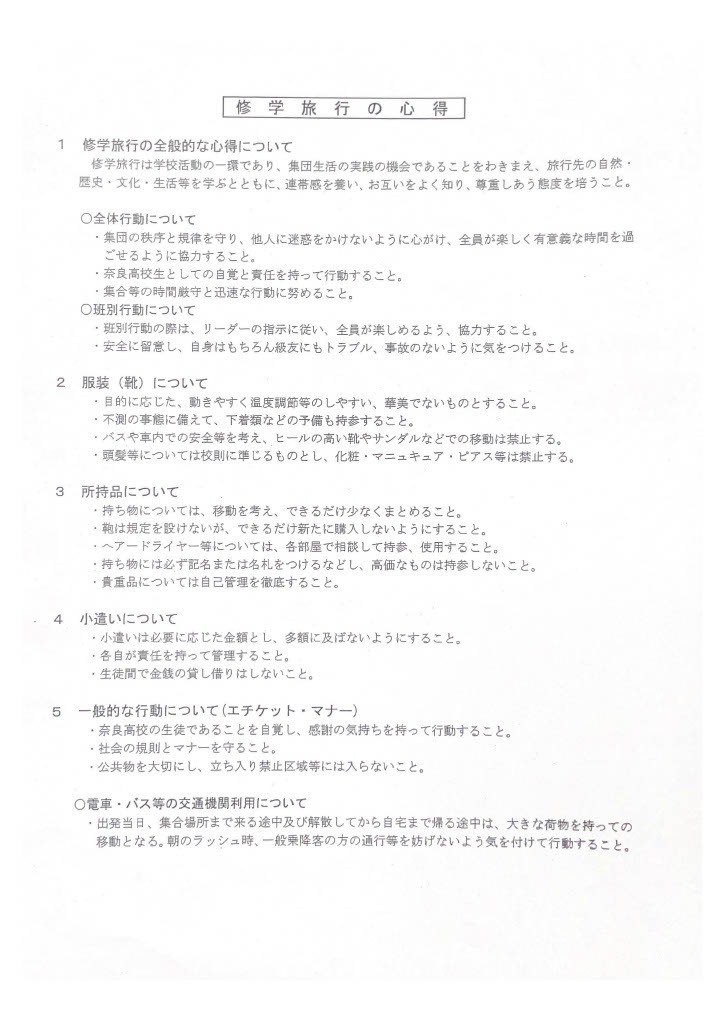 修学旅行の心得
1 修学旅行の全般的な心得について
修学旅行は学校活動の一環であり、集団生活の実践の機会であることをわきまえ、旅行先の自然・
歴史・文化・生活等を学ぶとともに、連帯感を養い、お互いをよく知り、尊重しあう態度を培うこと。
○全体行動について
・集団の秩序と規律を守り、他人に迷惑をかけないように心がけ、全員が楽しく有意義な時間を過
ごせるように協力すること。
・奈良高校生としての自覚と責任を持って行動すること。
・集合等の時間厳守と迅速な行動に努めること。
○班別行動について
・班別行動の際は、リーダーの指示に従い、全員が楽しめるよう、協力すること。
・安全に留意し、自身はもちろん級友にもトラブル、事故のないように気をつけること。
2 服装（靴）について
・目的に応じた、動きやすく温度調節等のしやすい、華美でないものとすること。
・不測の事態に備えて、下着類などの予備も持参すること。
・バスや車内での安全等を考え、ヒールの高い靴やサンダルなどでの移動は禁止する。
・頭髪等については校則に準じるものとし、化粧・マニュキュア・ピアス等は禁止する。
3 所持品について
・持ち物については、移動を考え、できるだけ少なくまとめること。
・鞄は規定を設けないが、できるだけ新たに購入しないようにすること。
・ヘアードライヤー等については、各部屋で相談して持参、使用すること。
・持ち物には必ず記名または名札をつけるなどし、高価なものは持参しないこと。
・貴重品については自己管理を徹底すること。
4 小遣いについて
・小遣いは必要に応じた金額とし、多額に及ばないようにすること。
・各自が責任を持って管理すること。
・生徒間で金銭の貸し借りはしないこと。
5 一般的な行動について(エチケット・マナー)
・奈良高校の生徒であることを自覚し、感謝の気持ちを持って行動すること。
・社会の規則とマナーを守ること。
・公共物を大切にし、立ち入り禁止区域等には入らないこと。
○電車・バス等の交通機関利用について
・出発当日、集合場所まで来る途中及び解散してから自宅まで帰る途中は、大きな荷物を持っての
移動となる。朝のラッシュ時、一般乗降客の方の通行等を妨げないよう気を付けて行動すること。